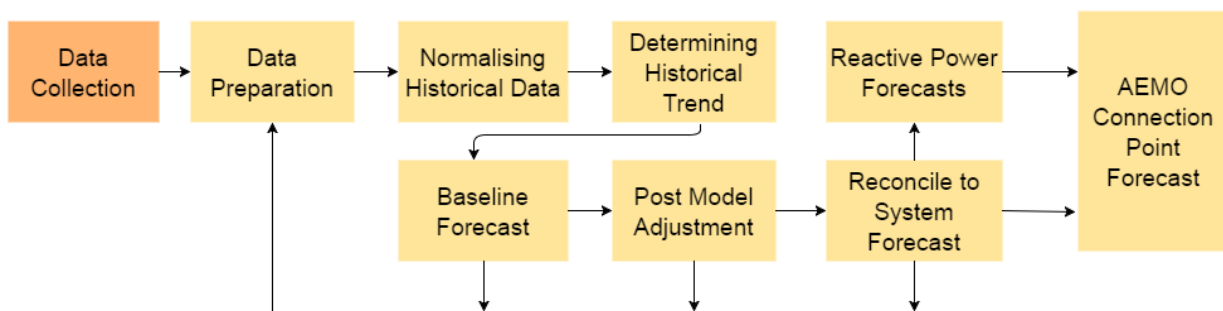 Data
Collection
Data
Preparation
Normalising
Historical Data
Determining
Historical
Trend
Reactive Power
Forecasts
AEMO
Connection
Point
Forecast
Baseline
Forecast
Post Model
Adjustment
Reconcile to
System
Forecast